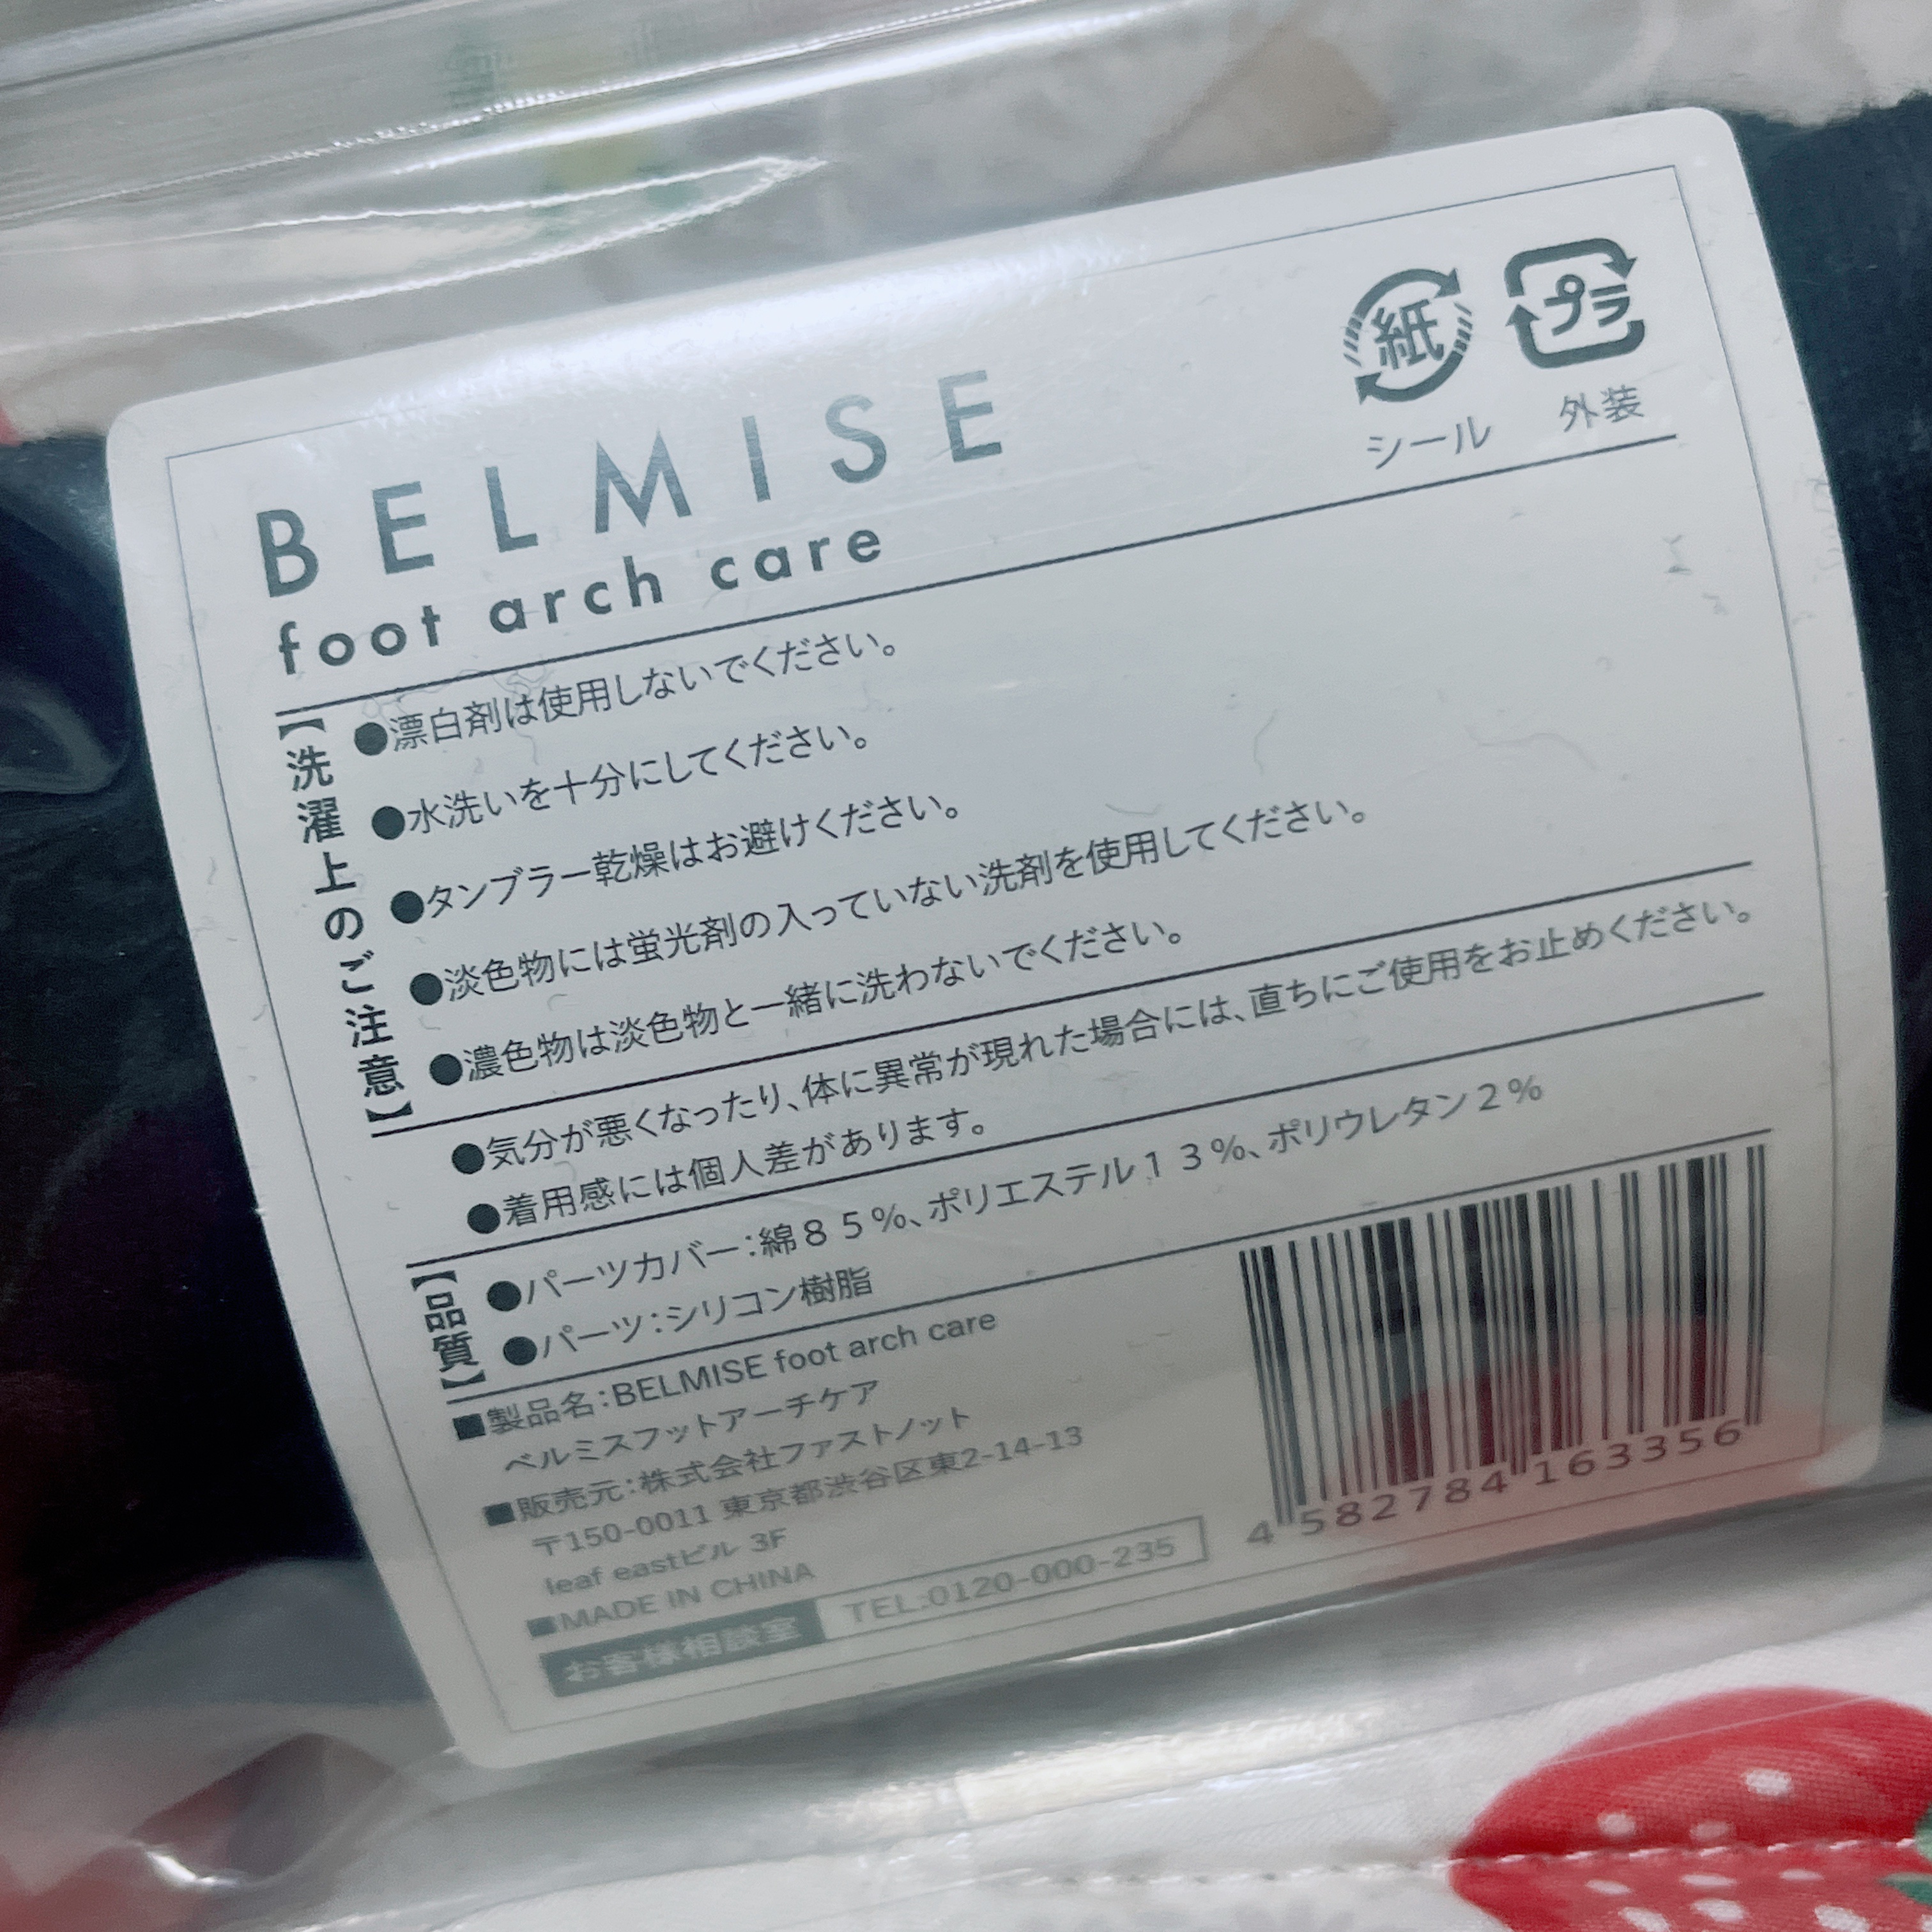 紙
シール
プラ
外装
BELMISE
foot arch care
【洗濯上のご注意】
●漂白剤は使用しないでください。
●水洗いを十分にしてください。
●タンブラー乾燥はお避けください。
●淡色物には蛍光剤の入っていない洗剤を使用してください。
●濃色物は淡色物と一緒に洗わないでください。
●気分が悪くなったり、体に異常が現れた場合には、直ちにご使用をお止めください。
●着用感には個人差があります。
【品質】
●パーツカバー:綿85%、ポリエステル13%、ポリウレタン2%
●パーツ:シリコン樹脂
■製品名:BELMISE foot arch care
ベルミスフットアーチケア
■販売元:株式会社ファストノット
〒150-0011 東京都渋谷区東2-14-13
leaf eastビル 3F
■MADE IN CHINA
お客様相談室 TEL:0120-000-235
4 582784 163356